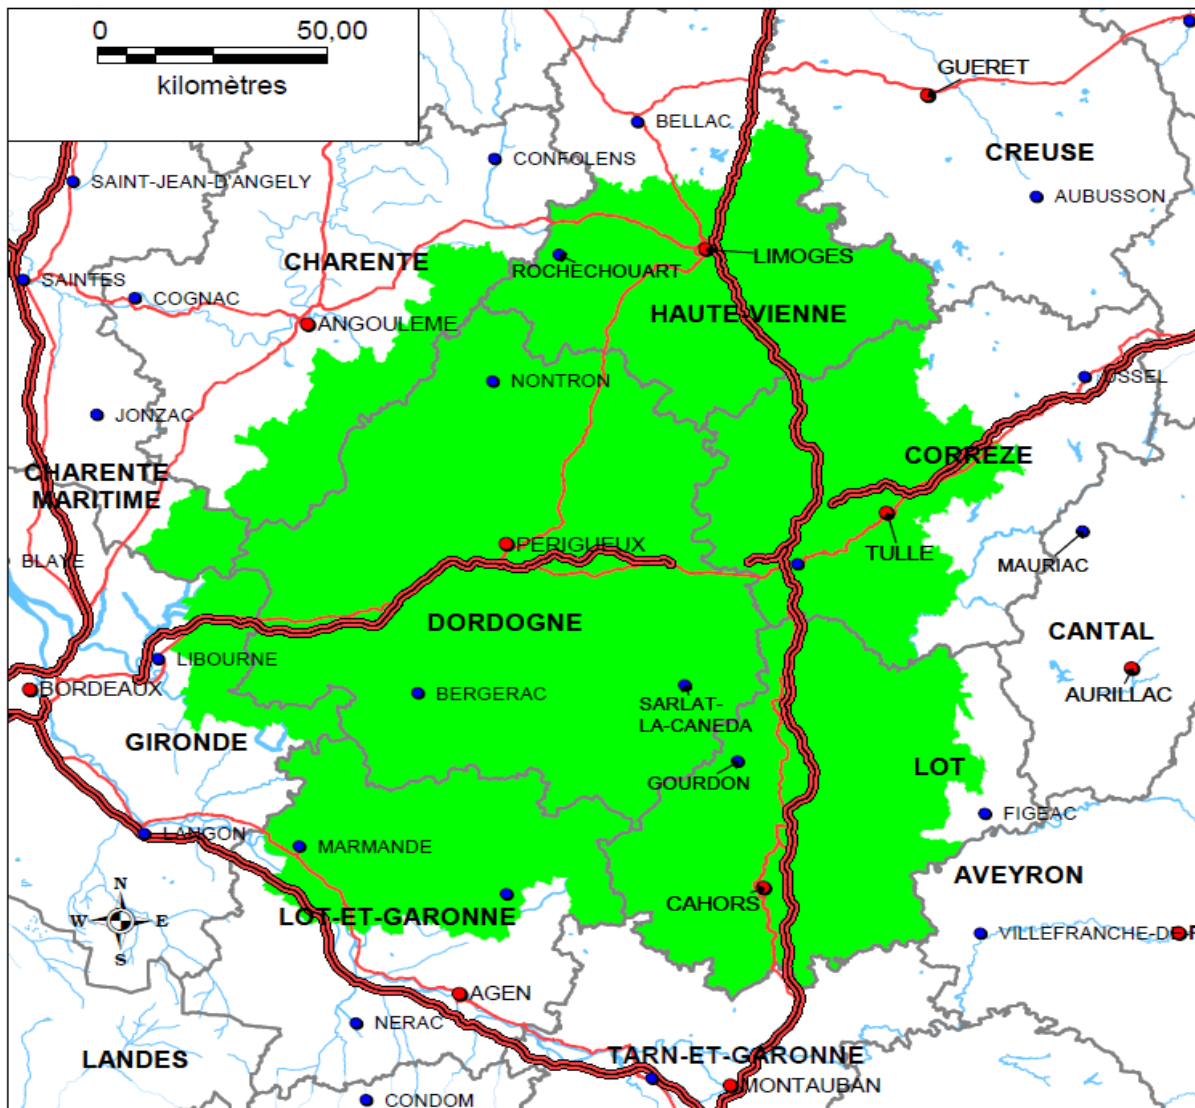 0 50,00
kilomètres
GUERET
BELLAC
CONFOLENS
CREUSE
SAINT-JEAN-D'ANGELY
AUBUSSON
LIMOGES
CHARENTE
ROCHECHOUART
SAINTES
COGNAC
HAUTE-VIENNE
ANGOULEME
NONTRON
USSEL
JONZAC
CHARENTE
MARITIME
CORREZE
PERIGUEUX
TULLE
BLAYE
MAURIAC
DORDOGNE
CANTAL
LIBOURNE
BORDEAUX
BERGERAC
SARLAT-
LA-CANEDA
AURILLAC
GIRONDE
LOT
GOURDON
FIGEAC
LANGON
MARMANDE
AVEYRON
N
W E
S
CAHORS
LOT-ET-GARONNE
VILLEFRANCHE-DE-R
AGEN
NERAC
LANDES
TARN-ET-GARONNE
MONTAUBAN
CONDOM